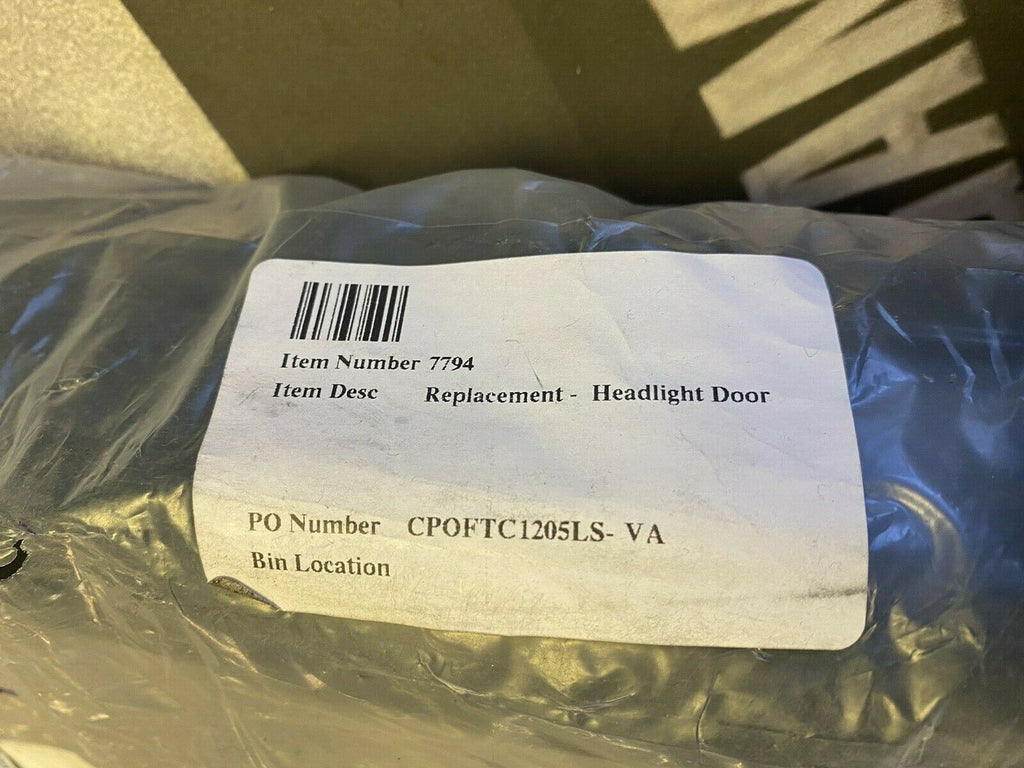 Item Number 7794
Item Desc Replacement - Headlight Door
PO Number CPOFTC1205LS- VA
Bin Location